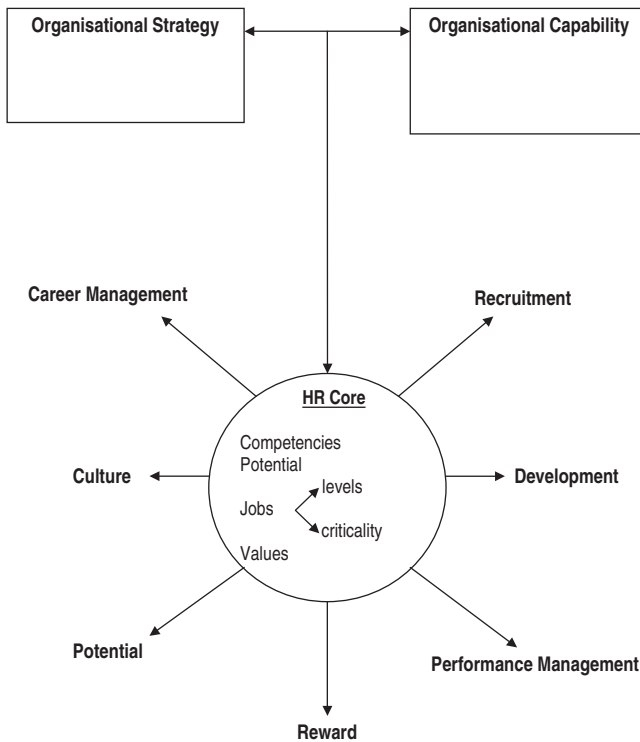 Organisational Strategy
Organisational Capability
Career Management
Recruitment
HR Core
Competencies
Potential
levels
Jobs
criticality
Values
Culture
Development
Potential
Performance Management
Reward